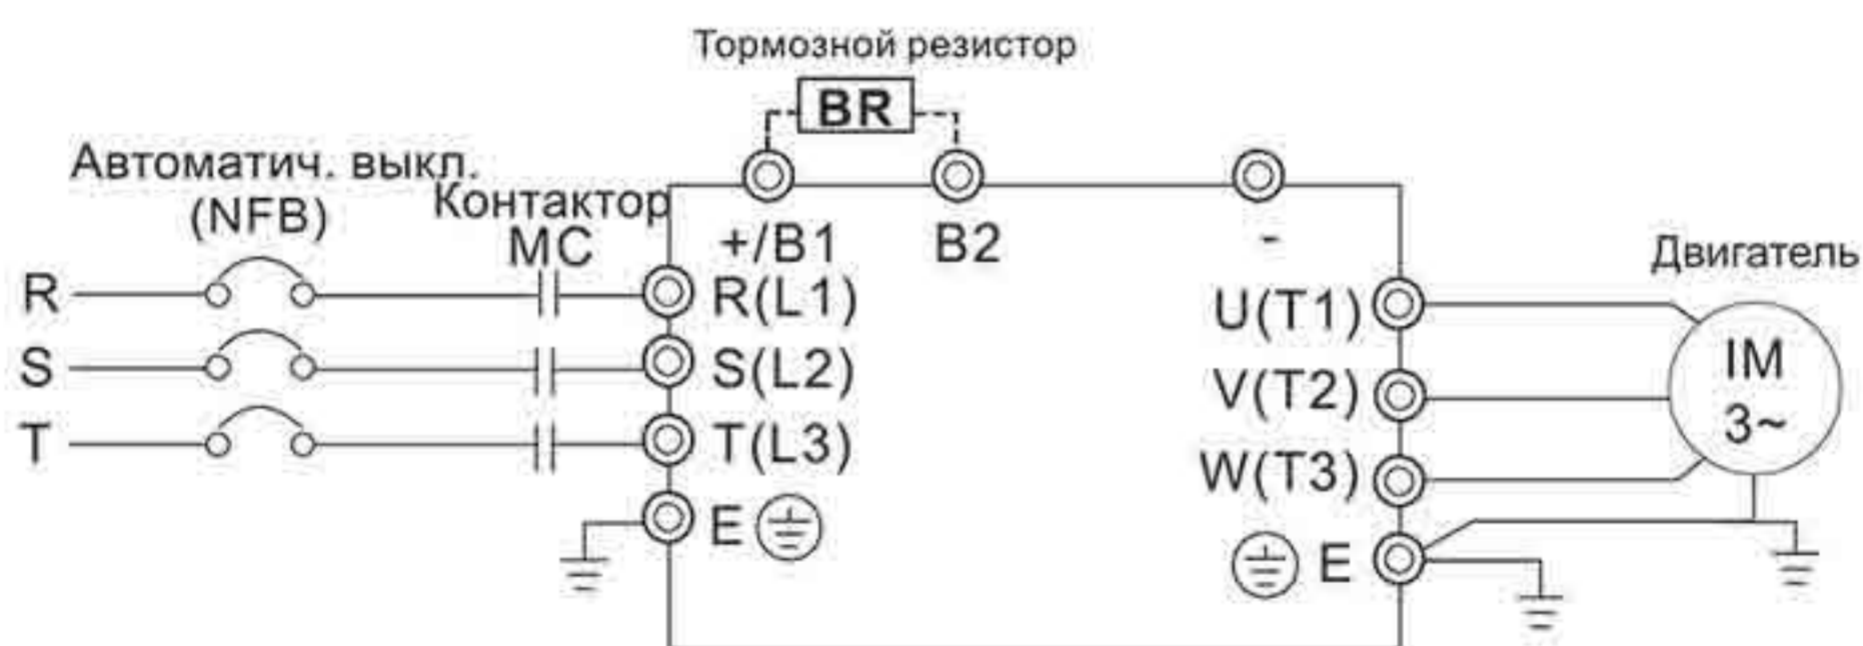 Тормозной резистор
BR
Автоматич. выкл.
(NFB)
Контактор
MC
+/B1
B2
-
Двигатель
R
R(L1)
U(T1)
S
S(L2)
V(T2)
IM
3~
T
T(L3)
W(T3)
E
E